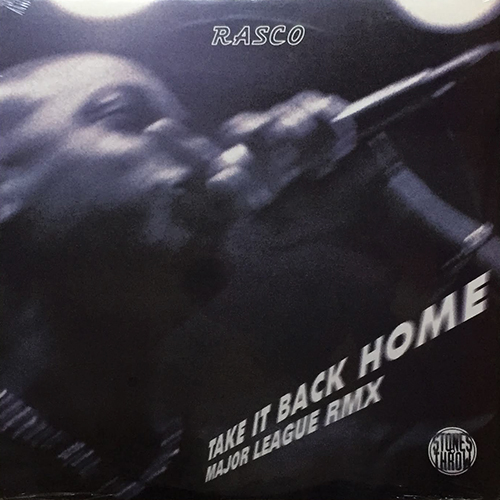 RASCO
TAKE IT BACK HOME
MAJOR LEAGUE RMX
STONES
THROW